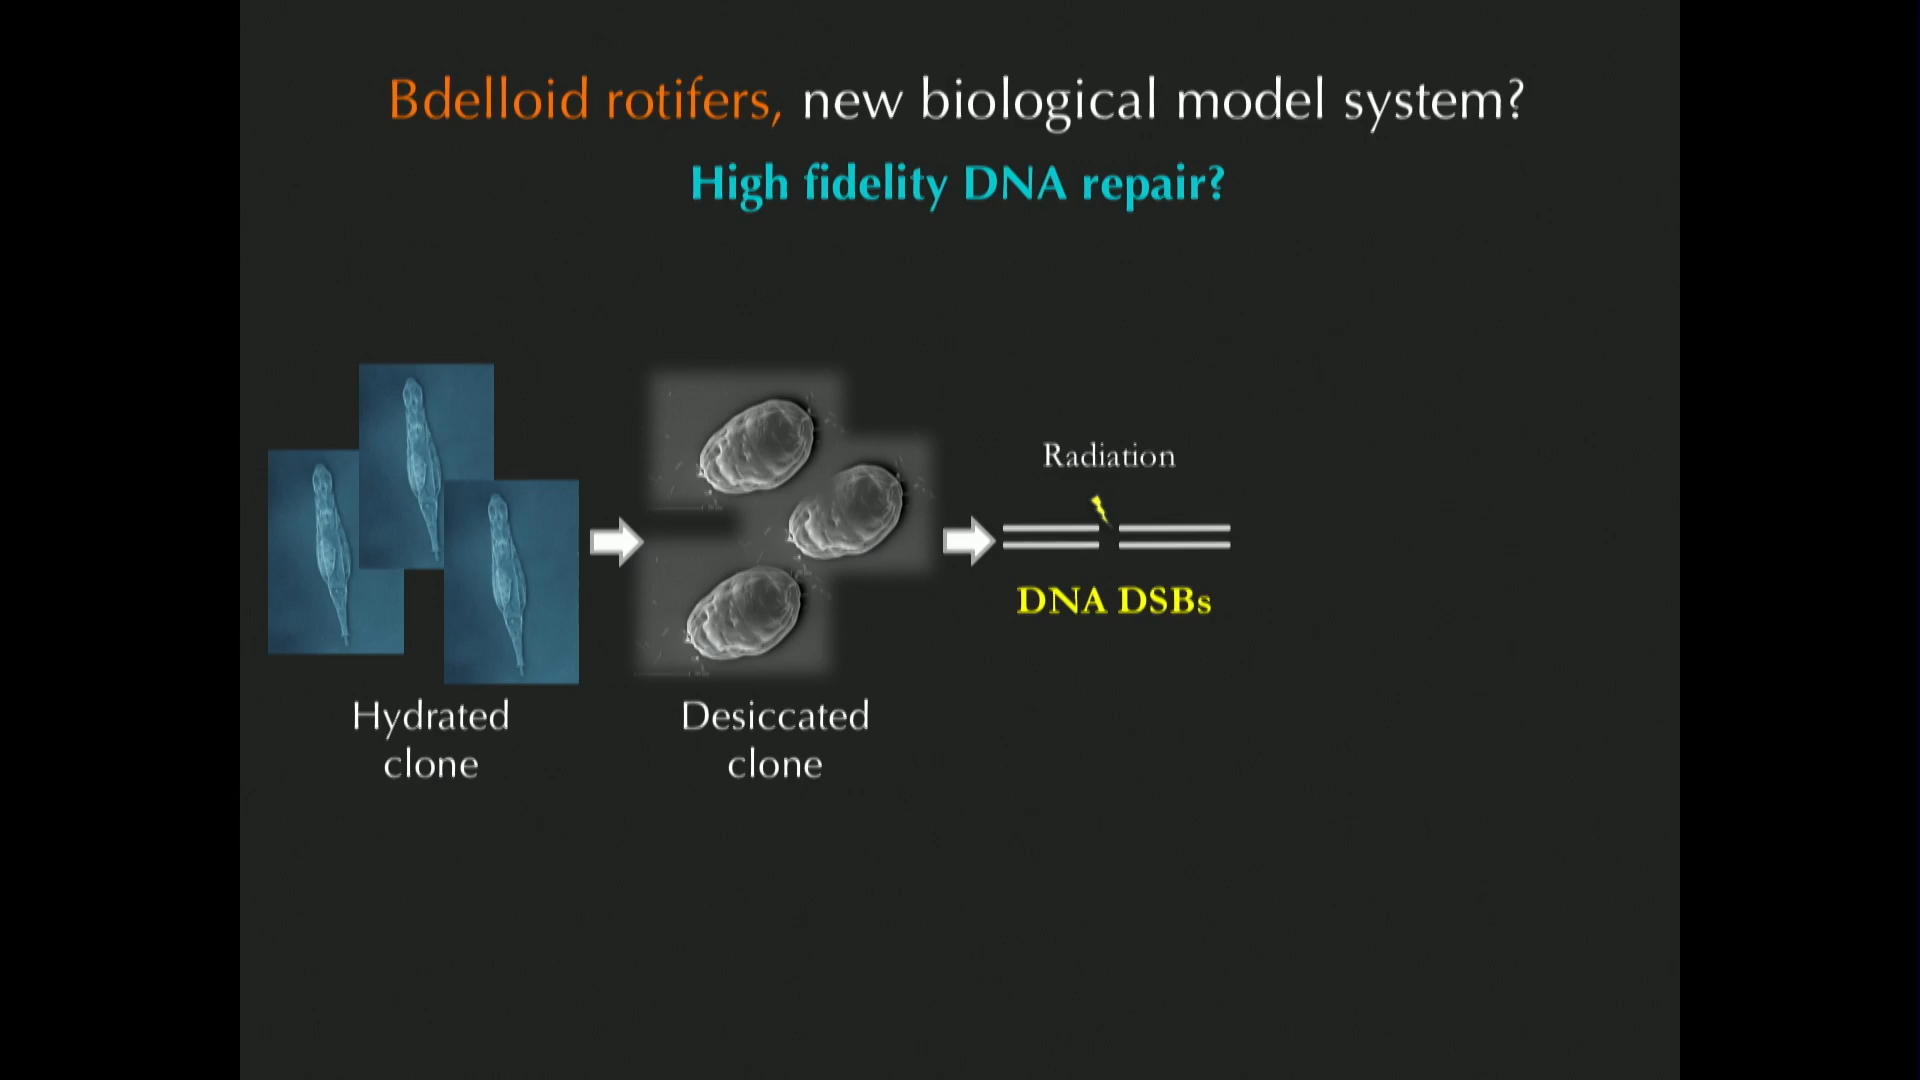 Bdelloid rotifers, new biological model system?
High fidelity DNA repair?
Radiation
DNA DSBs
Hydrated
clone
Desiccated
clone